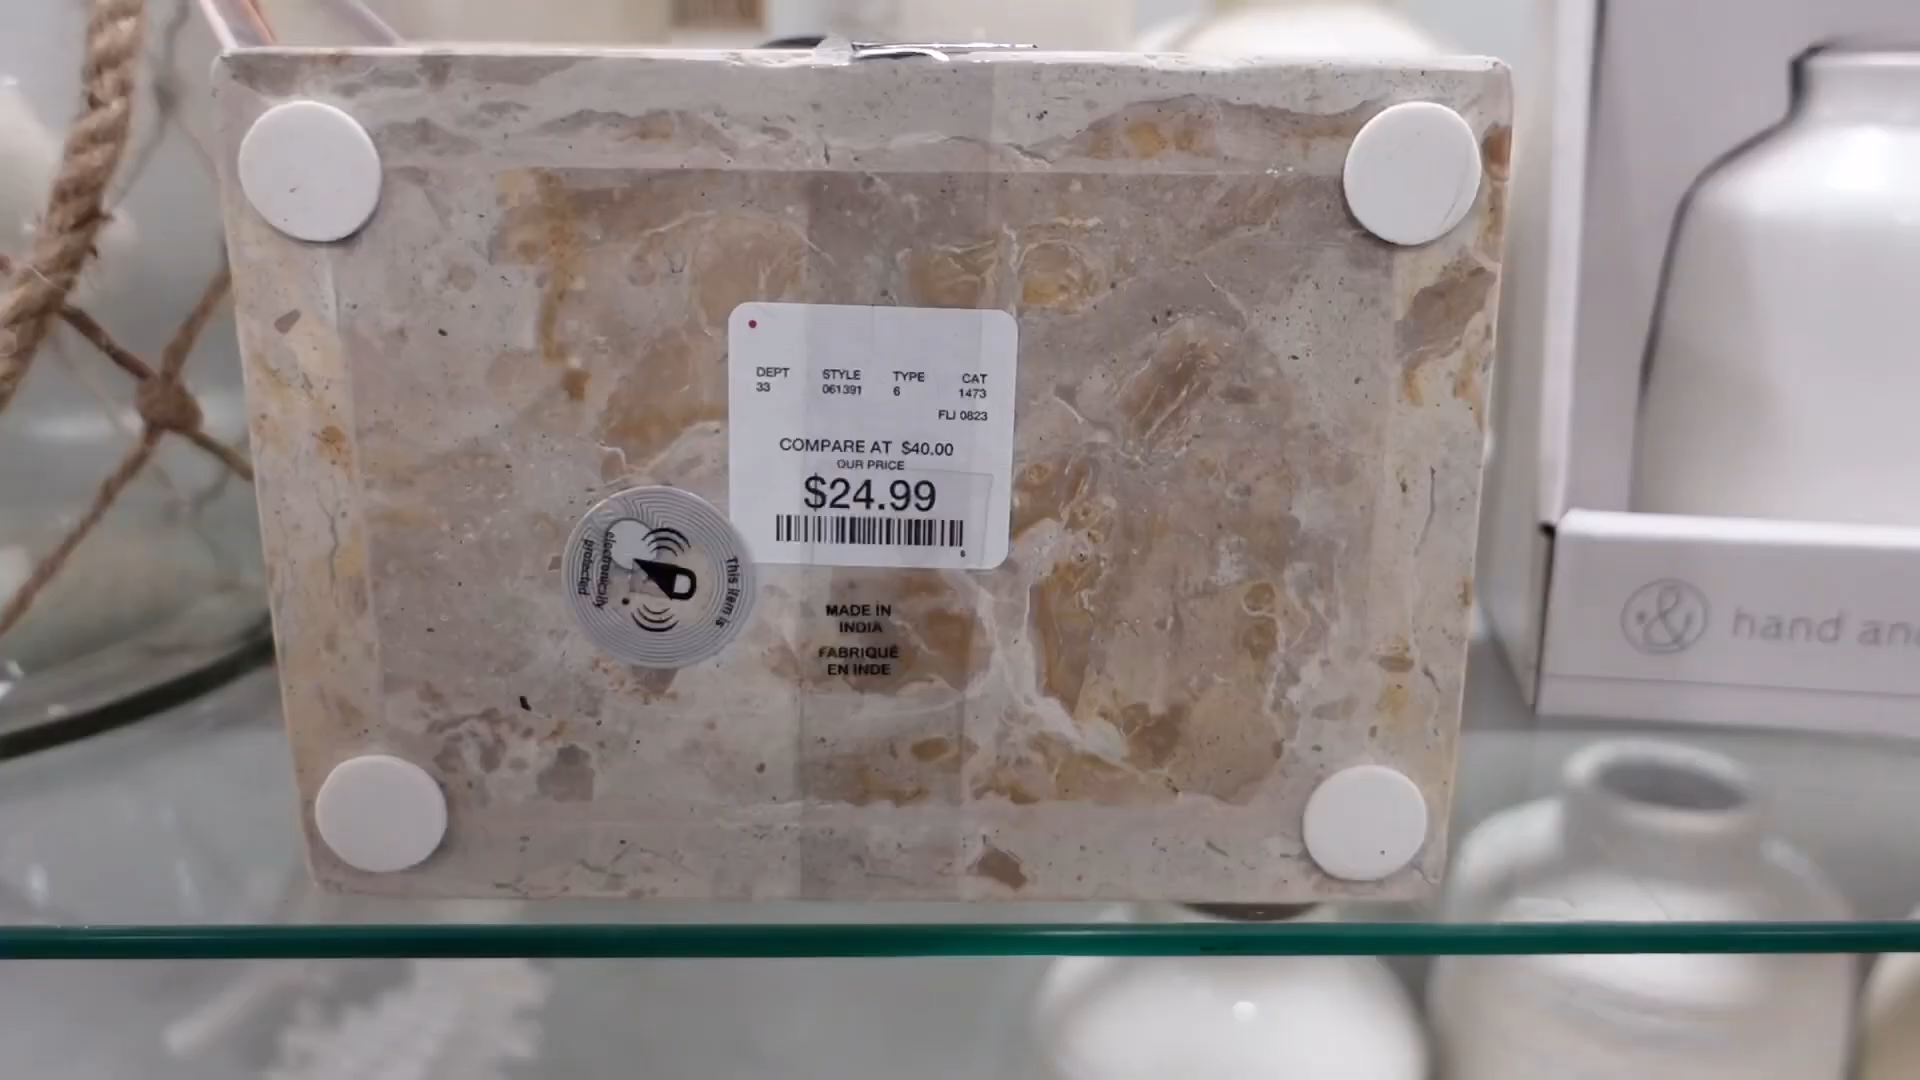 DEPT STYLE TYPE CAT
33 061391 6 1473
FLJ 0823
COMPARE AT $40.00
OUR PRICE
$24.99
6
This item is
electronically
protected
MADE IN
INDIA
FABRIQUÉ
EN INDE
& hand and